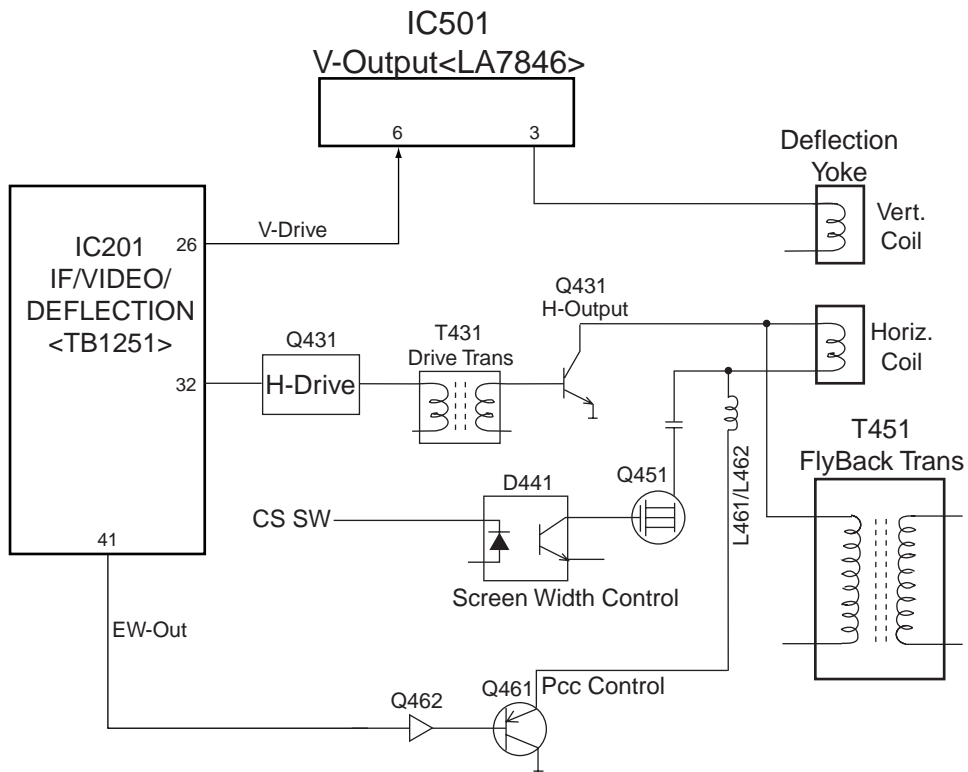 IC501
V-Output<LA7846>
6
3
Deflection
Yoke
Vert.
Coil
IC201
IF/VIDEO/
DEFLECTION
<TB1251>
26
V-Drive
32
Q431
H-Drive
T431
Drive Trans
Q431
H-Output
Horiz.
Coil
T451
FlyBack Trans
CS SW
D441
Q451
L461/L462
Screen Width Control
41
EW-Out
Q462
Q461
Pcc Control